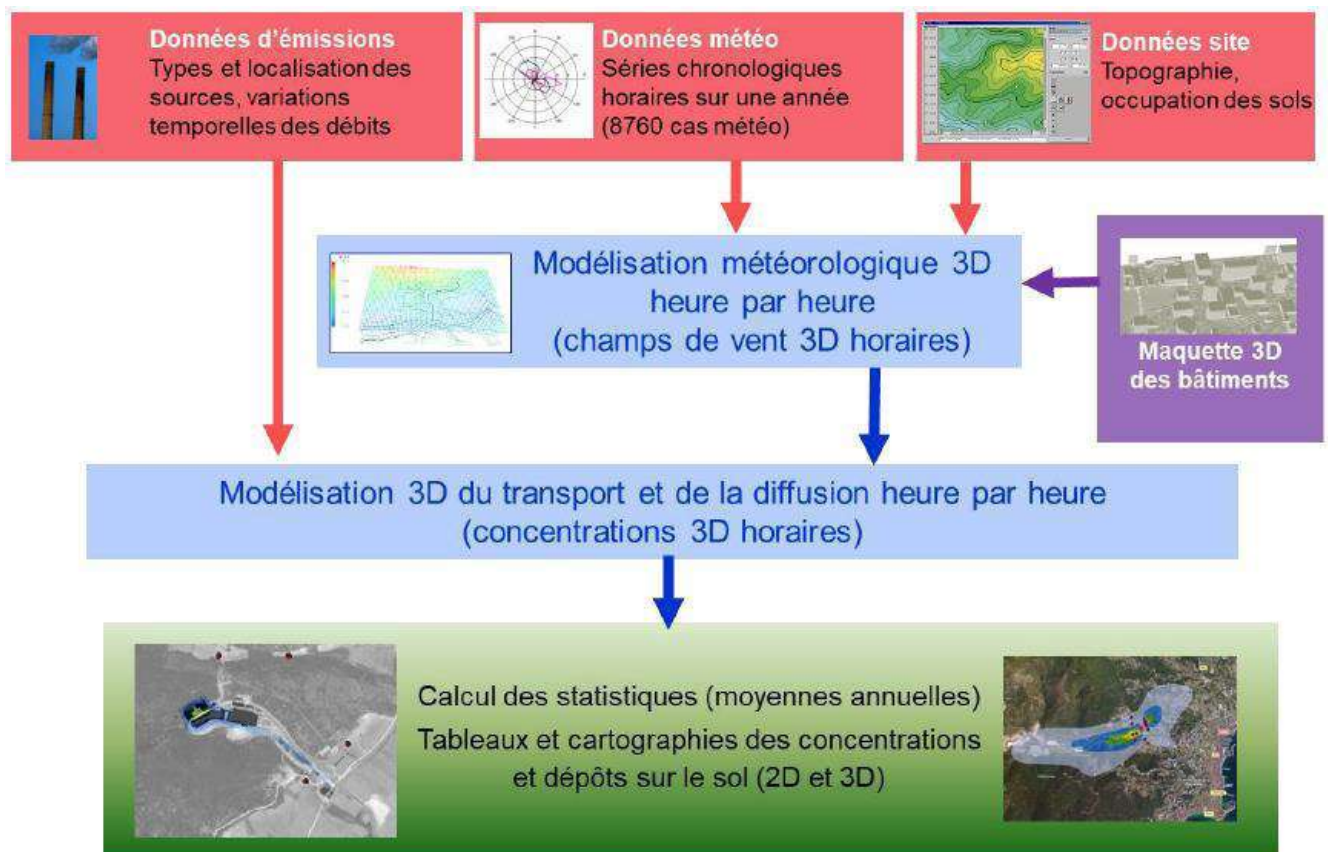 Données d'émissions
Types et localisation des
sources, variations
temporelles des débits
Données météo
Séries chronologiques
horaires sur une année
(8760 cas météo)
Données site
Topographie,
occupation des sols
Modélisation météorologique 3D
heure par heure
(champs de vent 3D horaires)
Maquette 3D
des bâtiments
Modélisation 3D du transport et de la diffusion heure par heure
(concentrations 3D horaires)
Calcul des statistiques (moyennes annuelles)
Tableaux et cartographies des concentrations
et dépôts sur le sol (2D et 3D)